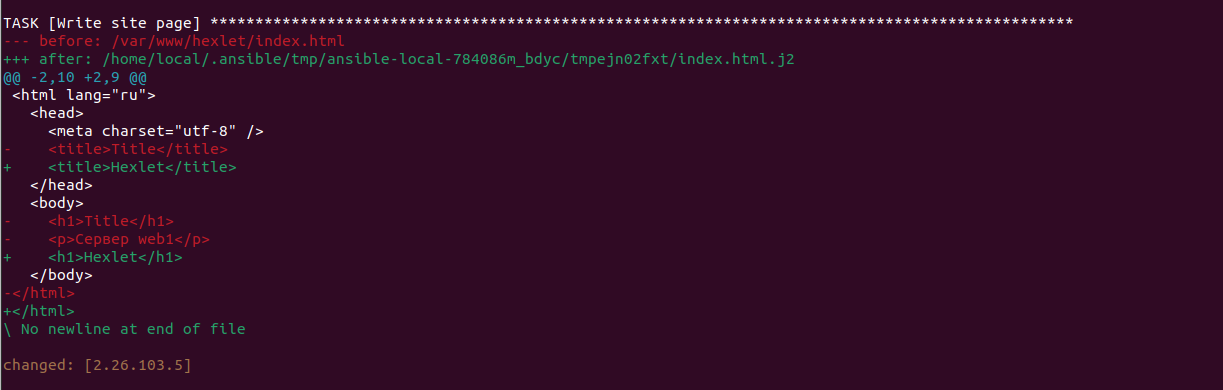 TASK [Write site page] ************************************************************************************************
--- before: /var/www/hexlet/index.html
+++ after: /home/local/.ansible/tmp/ansible-local-784086m_bdyc/tmpejn02fxt/index.html.j2
@@ -2,10 +2,9 @@
 <html lang="ru">
   <head>
     <meta charset="utf-8" />
-    <title>Title</title>
+    <title>Hexlet</title>
   </head>
   <body>
-    <h1>Title</h1>
-    <p>Сервер web1</p>
+    <h1>Hexlet</h1>
   </body>
-</html>
+</html>
\ No newline at end of file
changed: [2.26.103.5]